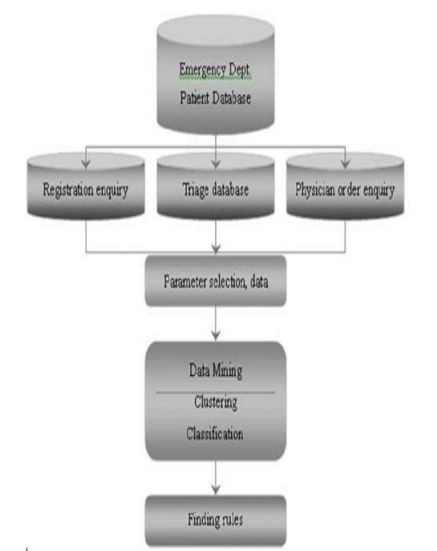 Emergency Dept.
Patient Database
Registration enquiry
Triage database
Physician order enquiry
Parameter selection, data
Data Mining
Clustering
Classification
Finding rules